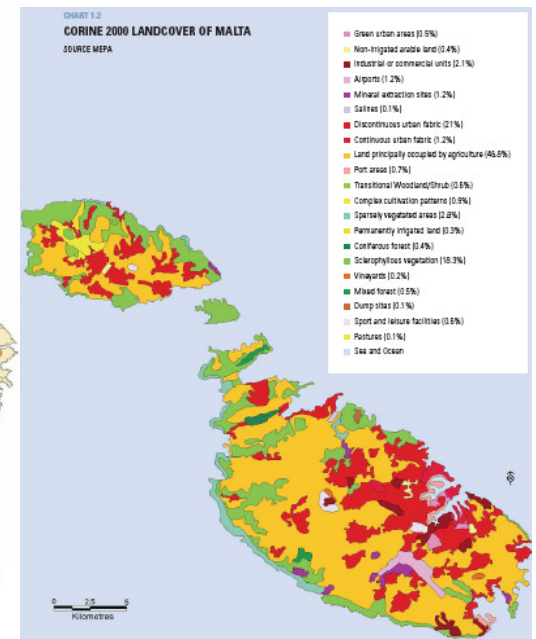 CHART 1.2
CORINE 2000 LANDCOVER OF MALTA
SOURCE MEPA
Green urban areas (0.5%)
Non-irrigated arable land (0.4%)
Industrial or commercial units (2.1%)
Airports (1.2%)
Mineral extraction sites (1.2%)
Salines (0.1%)
Discontinuous urban fabric (21%)
Continuous urban fabric (1.2%)
Land principally occupied by agriculture (46.8%)
Port areas (0.7%)
Transitional Woodland/Shrub (0.6%)
Complex cultivation patterns (0.9%)
Sparsely vegetated areas (2.8%)
Permanently irrigated land (0.3%)
Coniferous forest (0.4%)
Sclerophyllous vegetation (18.3%)
Vineyards (0.2%)
Mixed forest (0.5%)
Dump sites (0.1%)
Sport and leisure facilities (0.6%)
Pastures (0.1%)
Sea and Ocean
0 2.5 5
Kilometres